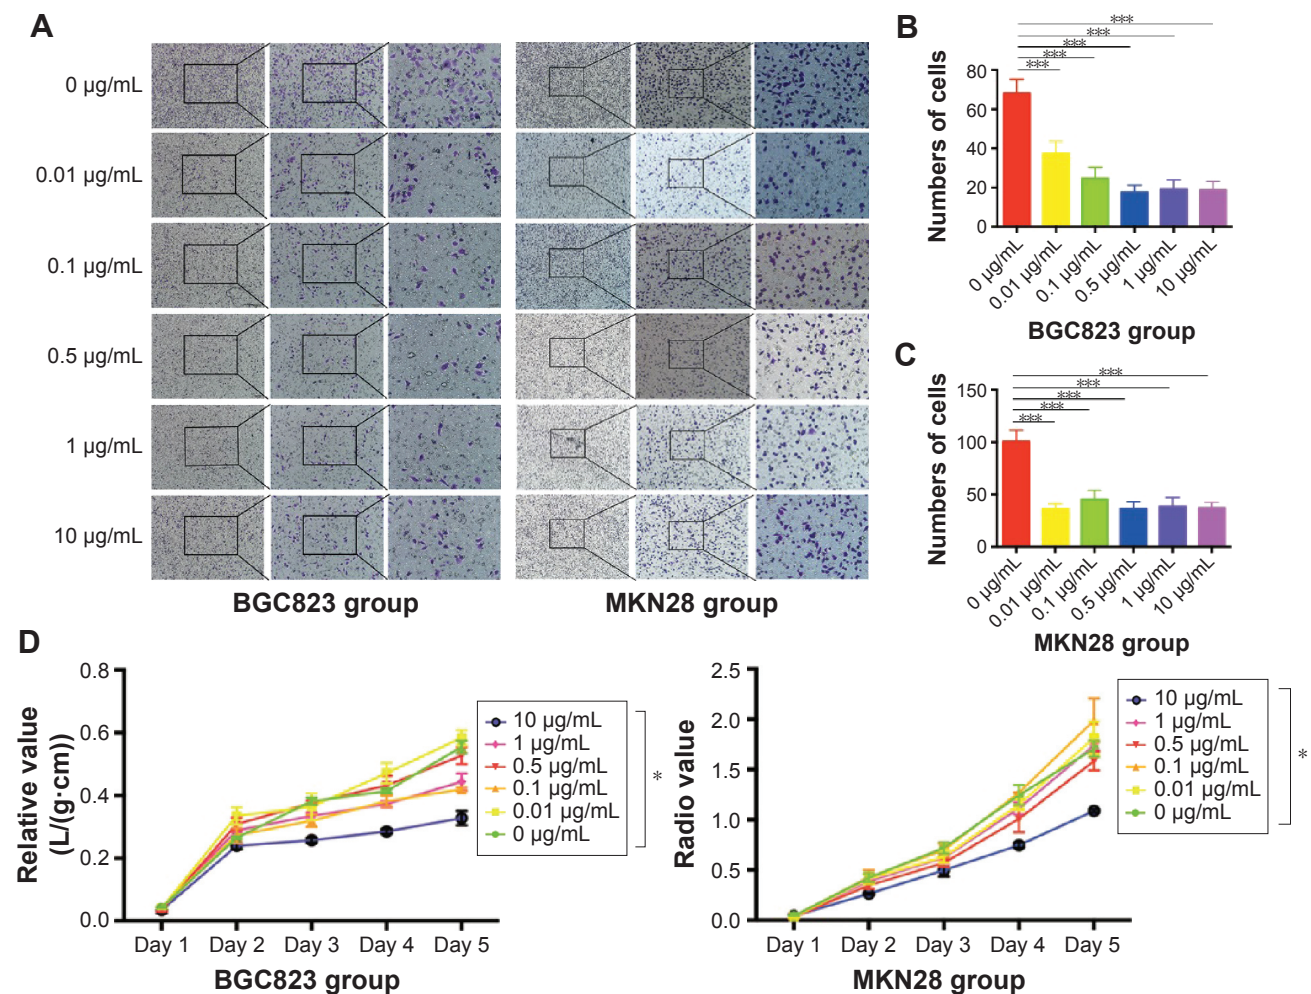 A
0 µg/mL
0.01 µg/mL
0.1 µg/mL
0.5 µg/mL
1 µg/mL
10 µg/mL
BGC823 group
MKN28 group
B
Numbers of cells
80
60
40
20
0
***
***
***
***
***
0 µg/mL
0.01 µg/mL
0.1 µg/mL
0.5 µg/mL
1 µg/mL
10 µg/mL
BGC823 group
C
Numbers of cells
150
100
50
0
***
***
***
***
***
0 µg/mL
0.01 µg/mL
0.1 µg/mL
0.5 µg/mL
1 µg/mL
10 µg/mL
MKN28 group
D
Relative value
(L/(g·cm))
0.8
0.6
0.4
0.2
0.0
Day 1
Day 2
Day 3
Day 4
Day 5
BGC823 group
10 µg/mL
1 µg/mL
0.5 µg/mL
0.1 µg/mL
0.01 µg/mL
0 µg/mL
*
Radio value
2.5
2.0
1.5
1.0
0.5
0.0
Day 1
Day 2
Day 3
Day 4
Day 5
MKN28 group
10 µg/mL
1 µg/mL
0.5 µg/mL
0.1 µg/mL
0.01 µg/mL
0 µg/mL
*